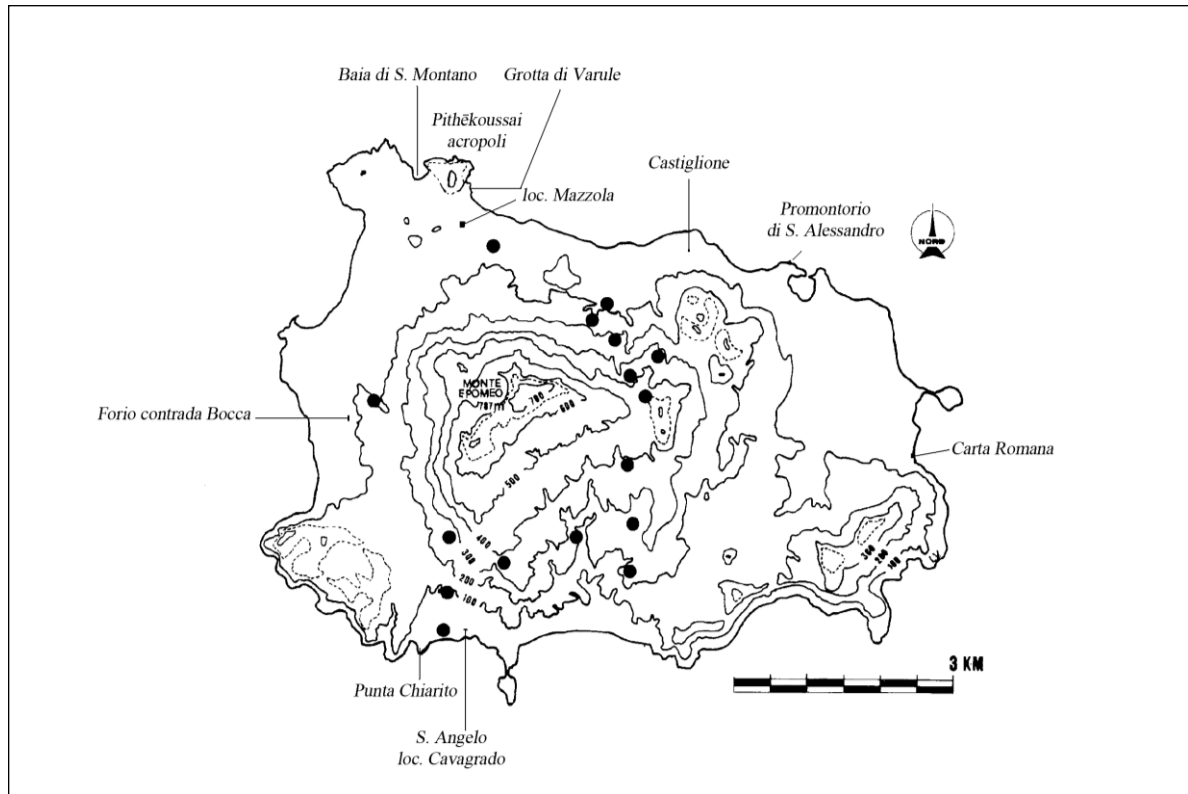 Baia di S. Montano
Grotta di Varule
Pithēkoussai
acropoli
Castiglione
loc. Mazzola
Promontorio
di S. Alessandro
NORD
MONTE
EPOMEO
787 m
700
600
Forio contrada Bocca
Carta Romana
500
400
300
200
100
300
200
100
3 KM
Punta Chiarito
S. Angelo
loc. Cavagrado